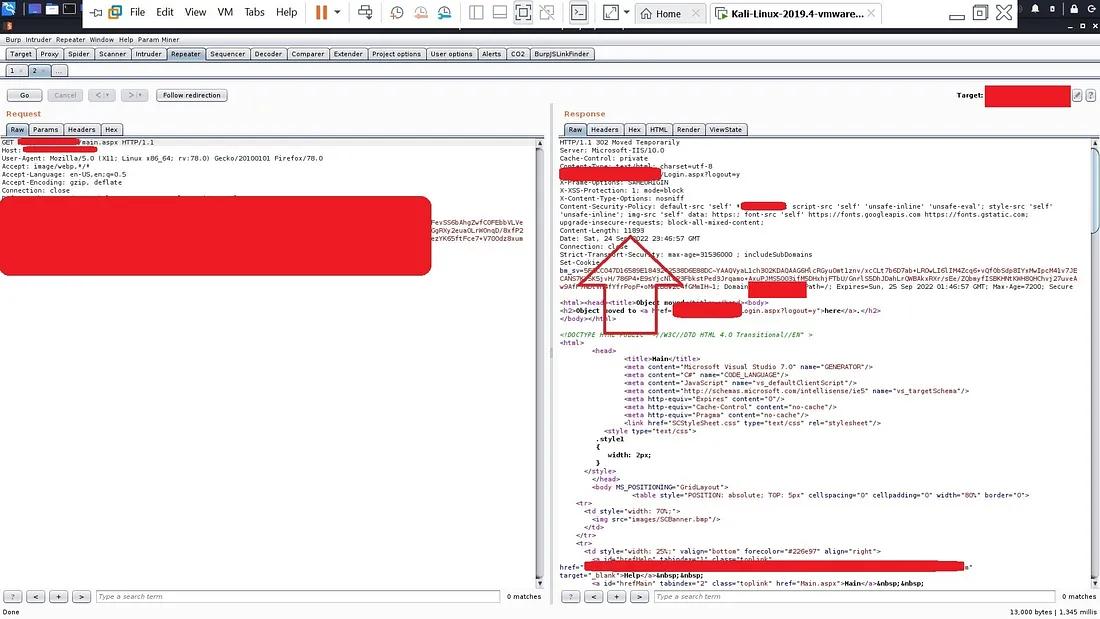 File Edit View VM Tabs Help
Home
Kali-Linux-2019.4-vmware...
Burp Intruder Repeater Window Help Param Miner
Target Proxy Spider Scanner Intruder Repeater Sequencer Decoder Comparer Extender Project options User options Alerts CO2 BurpJSLinkFinder
1 2 ...
Go Cancel < > Follow redirection
Target:
Request
Raw Params Headers Hex
GET /main.aspx HTTP/1.1
Host:
User-Agent: Mozilla/5.0 (X11; Linux x86_64; rv:78.0) Gecko/20100101 Firefox/78.0
Accept: image/webp,*/*
Accept-Language: en-US,en;q=0.5
Accept-Encoding: gzip, deflate
Connection: close
Response
Raw Headers Hex HTML Render ViewState
HTTP/1.1 302 Moved Temporarily
Server: Microsoft-IIS/10.0
Cache-Control: private
Content-Type: text/html; charset=utf-8
/Login.aspx?logout=y
X-Frame-Options: SAMEORIGIN
X-XSS-Protection: 1; mode=block
X-Content-Type-Options: nosniff
Content-Security-Policy: default-src 'self' script-src 'self' 'unsafe-inline' 'unsafe-eval'; style-src 'self'
'unsafe-inline'; img-src 'self' data: https:; font-src 'self' https://fonts.googleapis.com https://fonts.gstatic.com;
upgrade-insecure-requests; block-all-mixed-content;
Content-Length: 11893
Date: Sat, 24 Sep 2022 23:46:57 GMT
Connection: close
Strict-Transport-Security: max-age=31536000 ; includeSubDomains
Set-Cookie:
Path=/; Expires=Sun, 25 Sep 2022 01:46:57 GMT; Max-Age=7200; Secure
<html><head><title>Object moved</title></head><body>
<h2>Object moved to <a href= Login.aspx?logout=y">here</a>.</h2>
</body></html>
<!DOCTYPE HTML PUBLIC "-//W3C//DTD HTML 4.0 Transitional//EN" >
<html>
<head>
<title>Main</title>
<meta content="Microsoft Visual Studio 7.0" name="GENERATOR"/>
<meta content="C#" name="CODE_LANGUAGE"/>
<meta content="JavaScript" name="vs_defaultClientScript"/>
<meta content="http://schemas.microsoft.com/intellisense/ie5" name="vs_targetSchema"/>
<meta http-equiv="Expires" content="0"/>
<meta http-equiv="Cache-Control" content="no-cache"/>
<meta http-equiv="Pragma" content="no-cache"/>
<link href="SCStyleSheet.css" type="text/css" rel="stylesheet"/>
<style type="text/css">
.style1
{
width: 2px;
}
</style>
</head>
<body MS_POSITIONING="GridLayout">
<table style="POSITION: absolute; TOP: 5px" cellspacing="0" cellpadding="0" width="80%" border="0">
<tr>
<td style="width: 70%;">
<img src="images/SCBanner.bmp"/>
</td>
</tr>
<tr>
<td style="width: 25%;" valign="bottom" forecolor="#226e97" align="right">
<a id="hrefHelp" tabindex="1" class="toplink"
href="
target="_blank">Help</a>&nbsp;&nbsp;
<a id="hrefMain" tabindex="2" class="toplink" href="Main.aspx">Main</a>&nbsp;&nbsp;
? < + > Type a search term 0 matches
? < + > Type a search term 0 matches
Done
13,000 bytes | 1,345 millis